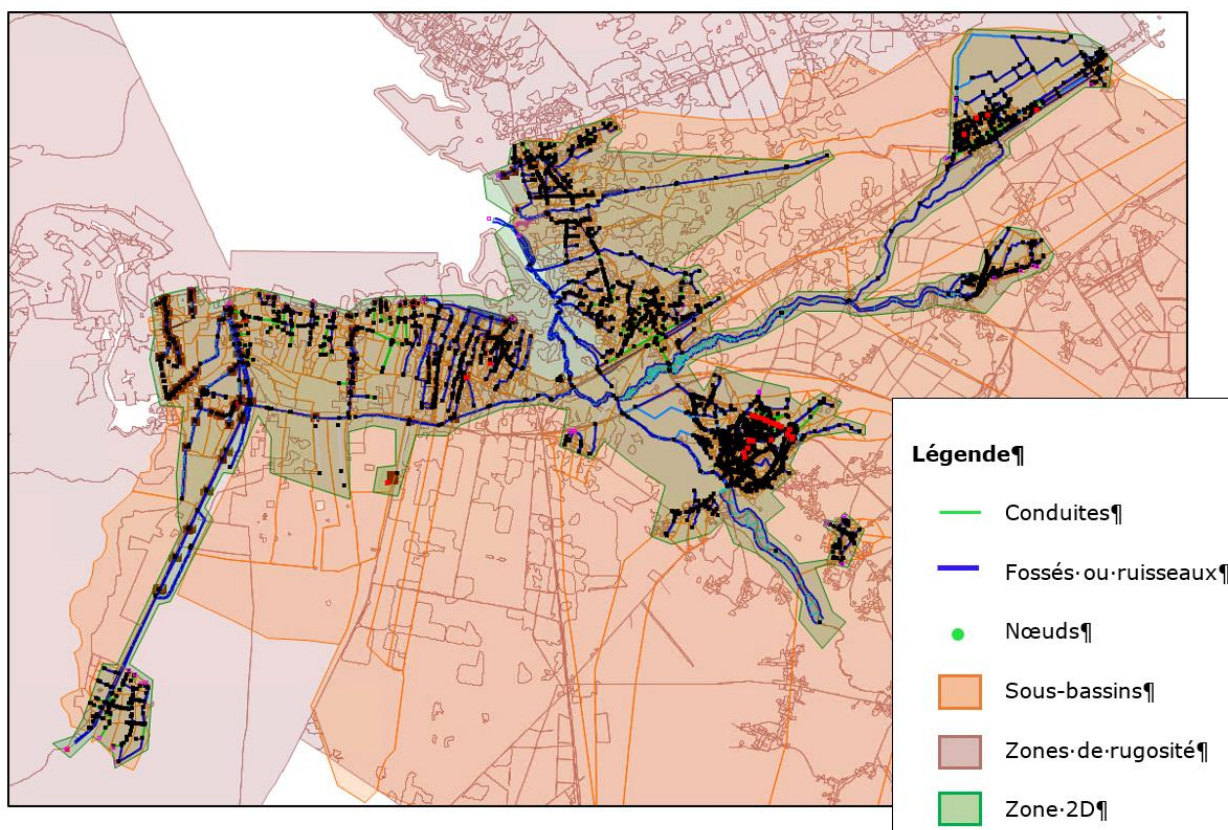 Légende¶
Conduites¶
Fossés·ou·ruisseaux¶
Nœuds¶
Sous-bassins¶
Zones·de·rugosité¶
Zone·2D¶